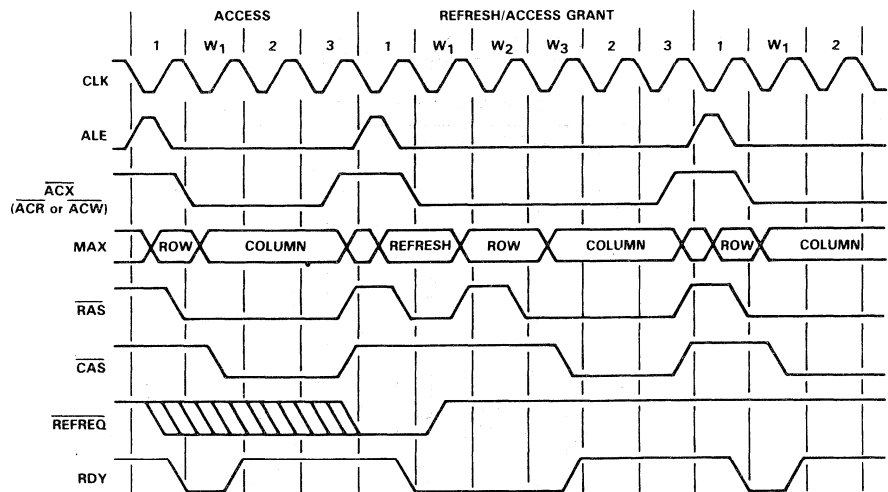 ACCESS REFRESH/ACCESS GRANT
1 W1 2 3 1 W1 W2 W3 2 3 1 W1 2
CLK
ALE
ACX
(ACR or ACW)
MAX ROW COLUMN REFRESH ROW COLUMN ROW COLUMN
RAS
CAS
REFREQ
RDY